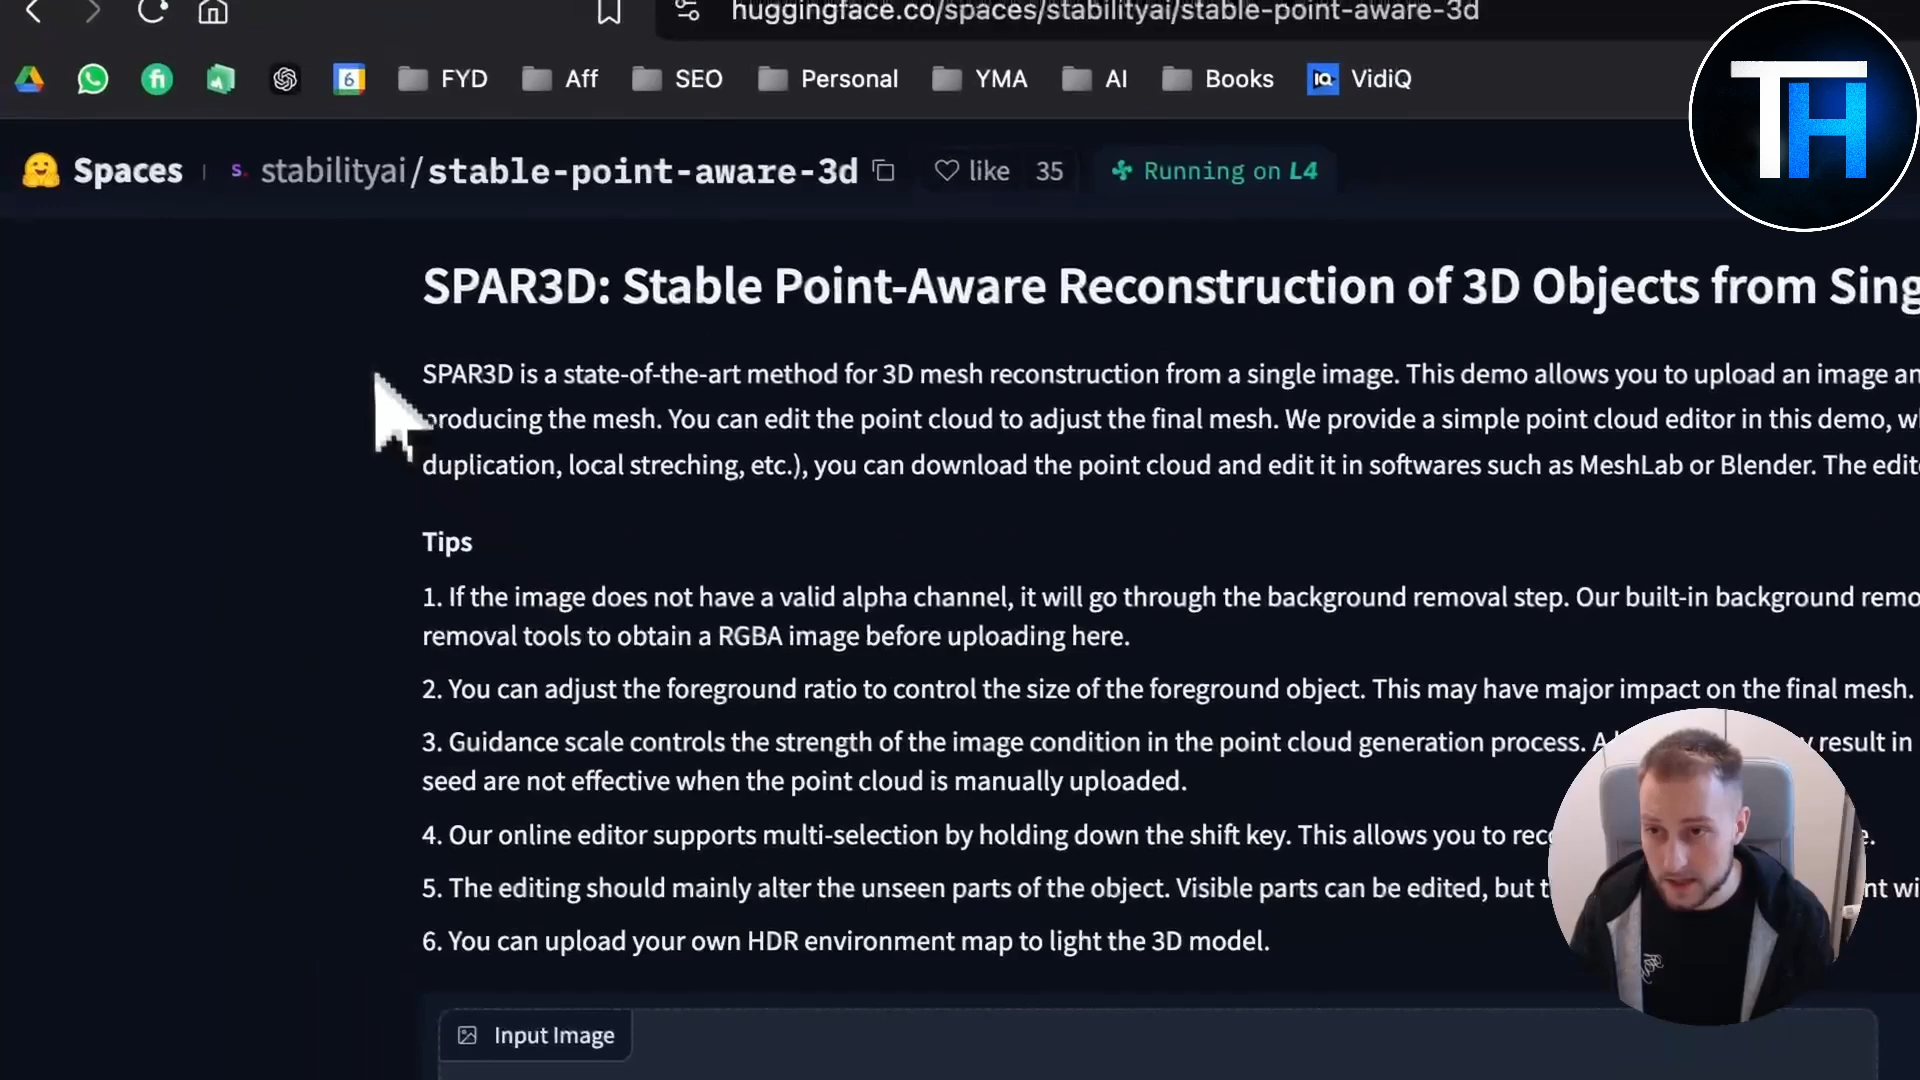 huggingface.co/spaces/stabilityai/stable-point-aware-3d
6 FYD Aff SEO Personal YMA AI Books IQ VidiQ
TH
Spaces S. stabilityai/stable-point-aware-3d like 35 Running on L4
SPAR3D: Stable Point-Aware Reconstruction of 3D Objects from Sing
SPAR3D is a state-of-the-art method for 3D mesh reconstruction from a single image. This demo allows you to upload an image an
producing the mesh. You can edit the point cloud to adjust the final mesh. We provide a simple point cloud editor in this demo, w
duplication, local streching, etc.), you can download the point cloud and edit it in softwares such as MeshLab or Blender. The edit
Tips
1. If the image does not have a valid alpha channel, it will go through the background removal step. Our built-in background remo
removal tools to obtain a RGBA image before uploading here.
2. You can adjust the foreground ratio to control the size of the foreground object. This may have major impact on the final mesh.
3. Guidance scale controls the strength of the image condition in the point cloud generation process. A result in
seed are not effective when the point cloud is manually uploaded.
4. Our online editor supports multi-selection by holding down the shift key. This allows you to rec
5. The editing should mainly alter the unseen parts of the object. Visible parts can be edited, but t nt wi
6. You can upload your own HDR environment map to light the 3D model.
Input Image